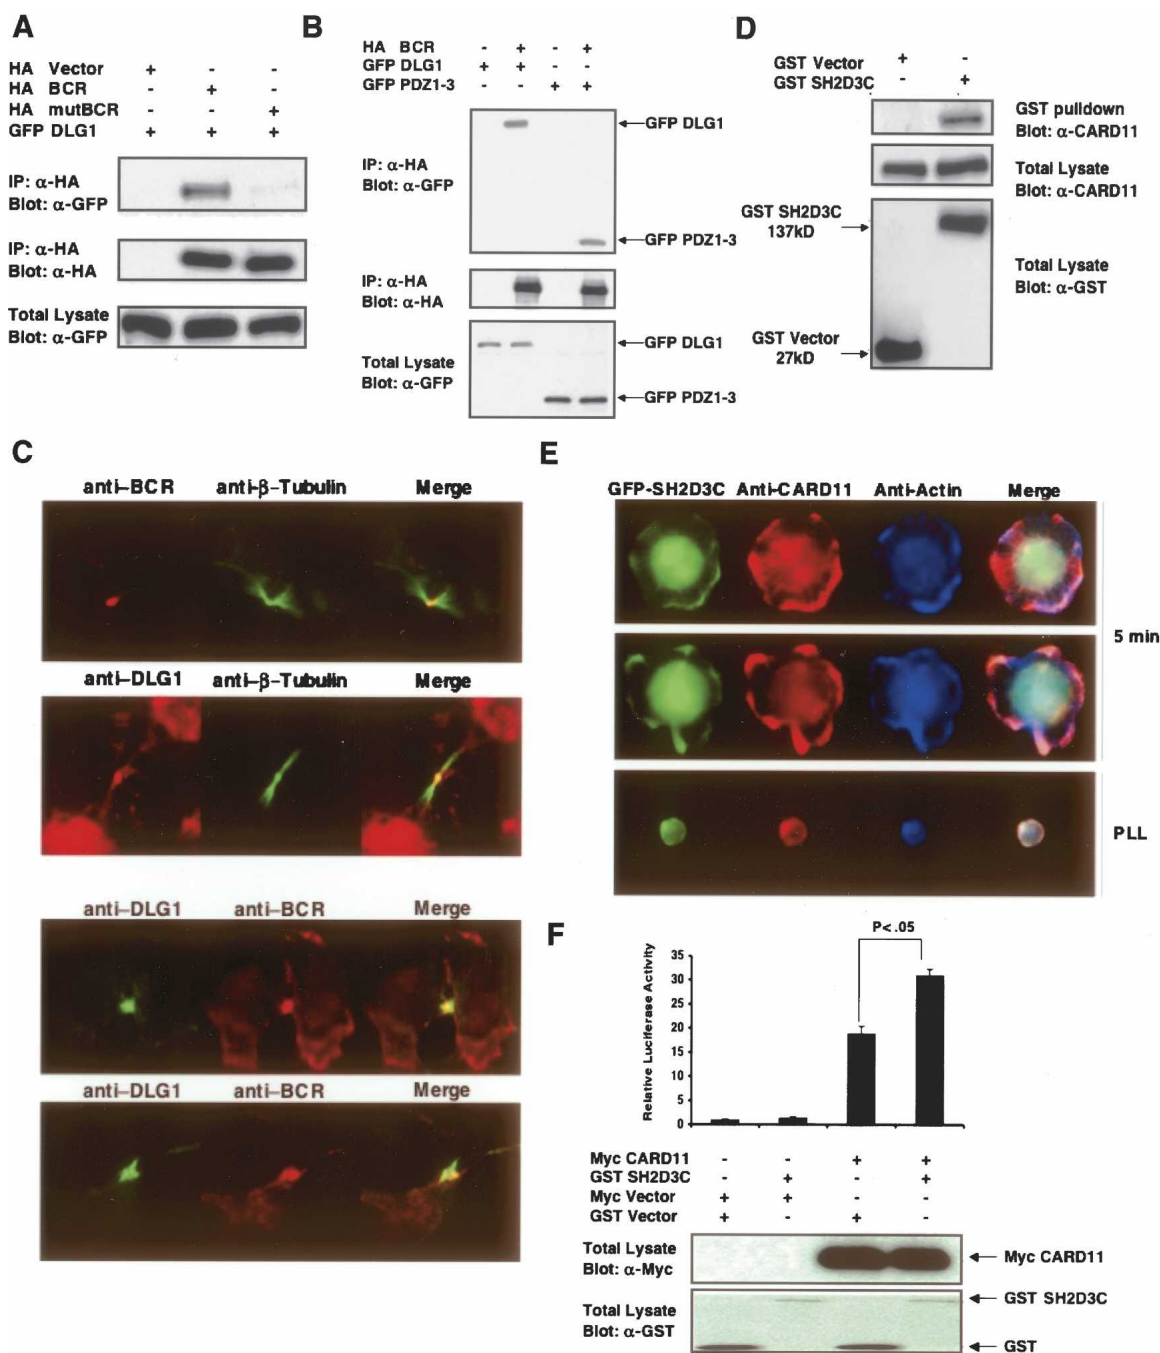 A
HA Vector + - -
HA BCR - + -
HA mutBCR - - +
GFP DLG1 + + +
IP: α-HA
Blot: α-GFP
IP: α-HA
Blot: α-HA
Total Lysate
Blot: α-GFP
B
HA BCR - + - +
GFP DLG1 + + - -
GFP PDZ1-3 - - + +
GFP DLG1
IP: α-HA
Blot: α-GFP
GFP PDZ1-3
IP: α-HA
Blot: α-HA
GFP DLG1
Total Lysate
Blot: α-GFP
GFP PDZ1-3
D
GST Vector + -
GST SH2D3C - +
GST pulldown
Blot: α-CARD11
Total Lysate
Blot: α-CARD11
GST SH2D3C
137kD
Total Lysate
Blot: α-GST
GST Vector
27kD
C
anti-BCR anti-β-Tubulin Merge
anti-DLG1 anti-β-Tubulin Merge
anti-DLG1 anti-BCR Merge
anti-DLG1 anti-BCR Merge
E
GFP-SH2D3C Anti-CARD11 Anti-Actin Merge
5 min
PLL
F
P<.05
Relative Luciferase Activity
35
30
25
20
15
10
5
0
Myc CARD11 - - + +
GST SH2D3C - + - +
Myc Vector + + - -
GST Vector + - + -
Total Lysate
Blot: α-Myc
Myc CARD11
Total Lysate
Blot: α-GST
GST SH2D3C
GST